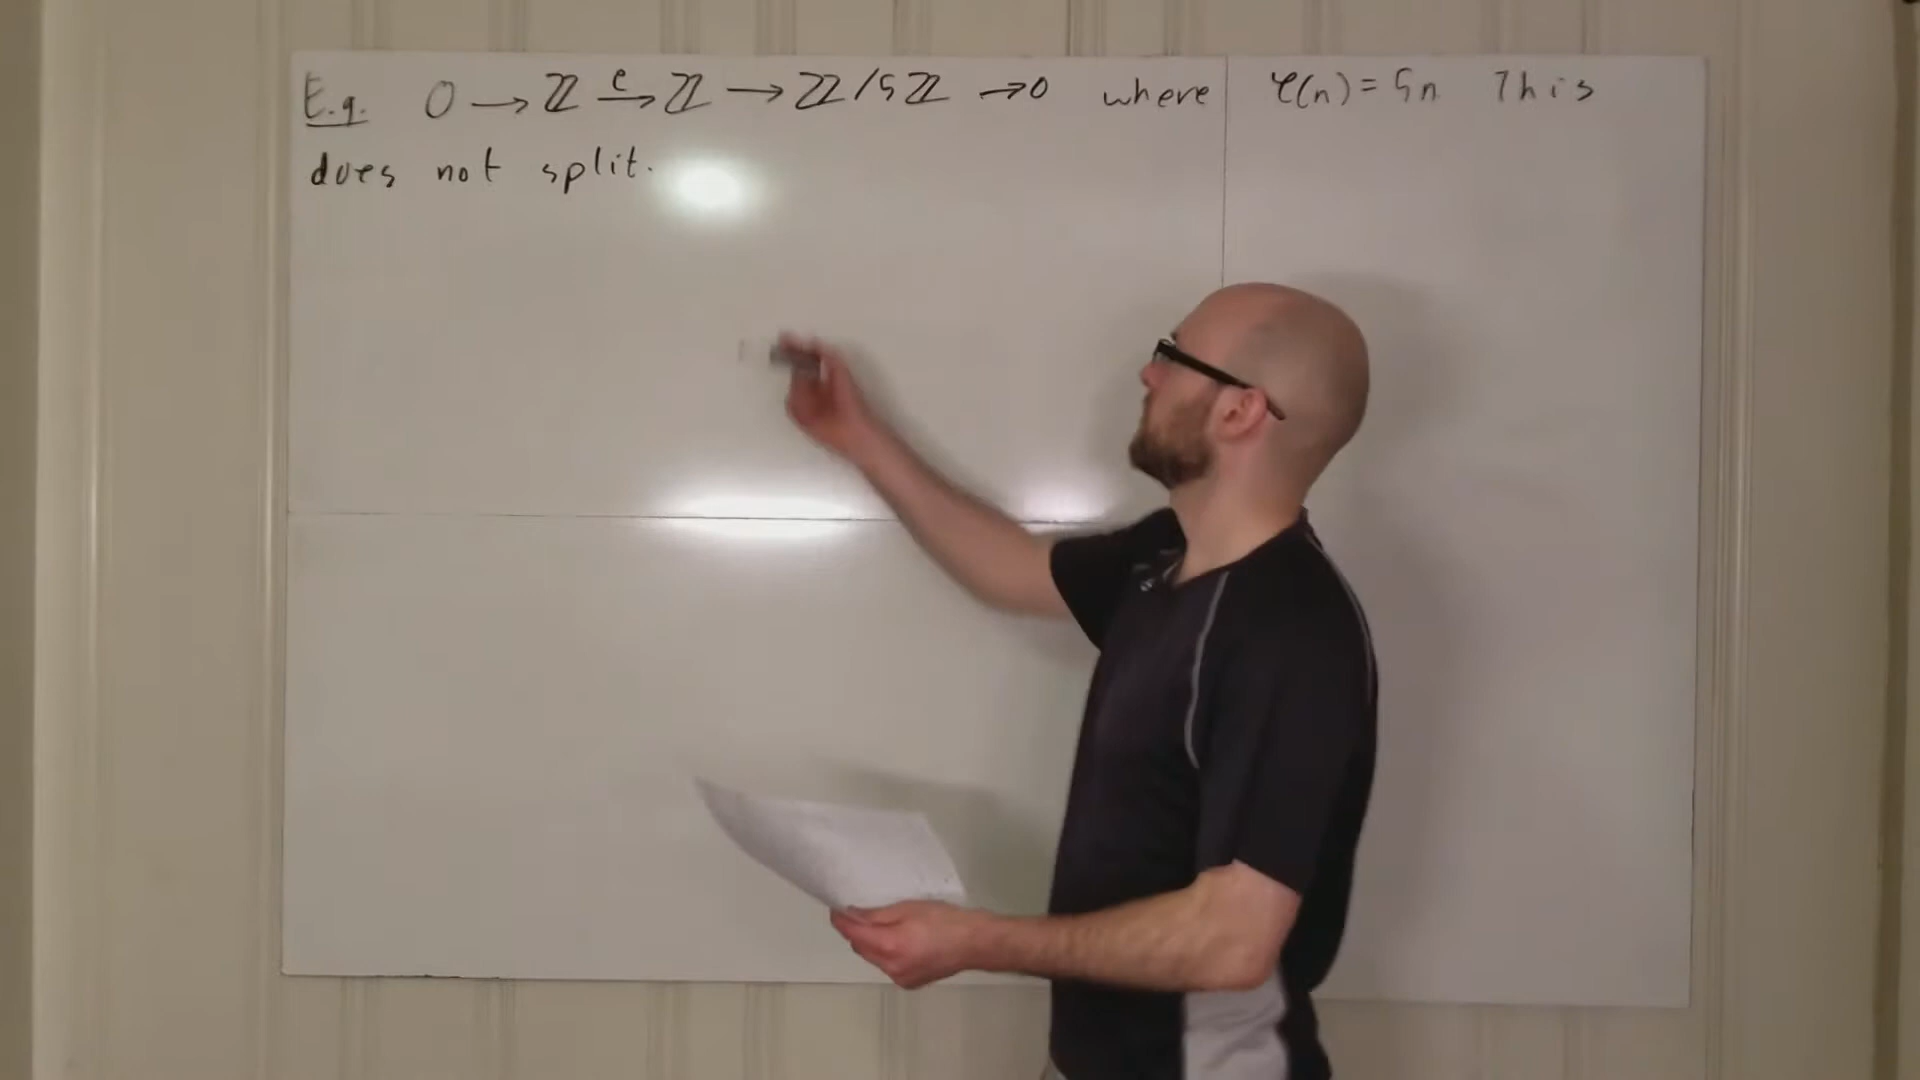 E.g. 0 → ℤ —φ→ ℤ → ℤ/5ℤ → 0 where φ(n) = 5n This
does not split.